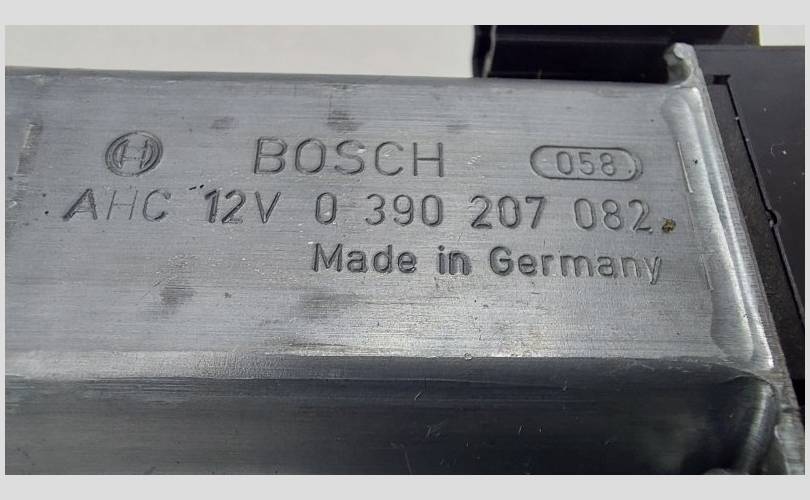 BOSCH 058
AHC 12V 0 390 207 082
Made in Germany